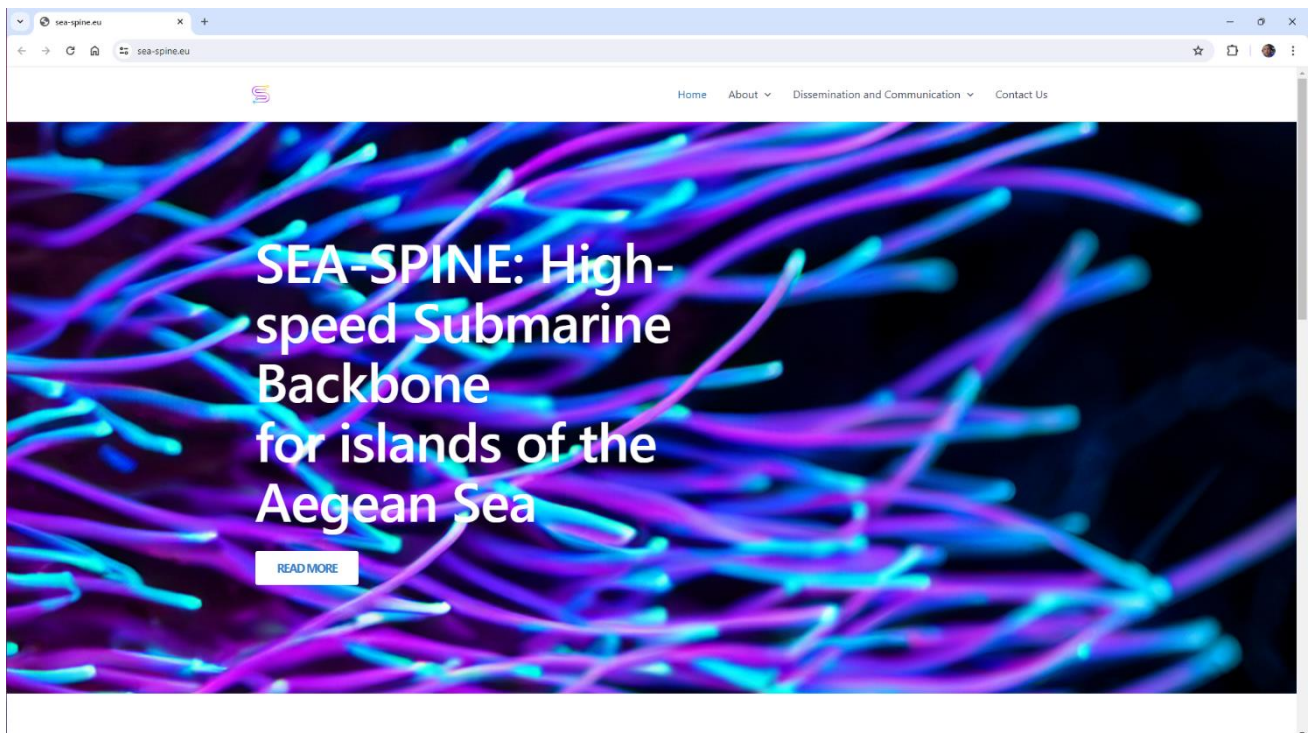 sea-spine.eu
sea-spine.eu
Home About Dissemination and Communication Contact Us
SEA-SPINE: High-
speed Submarine
Backbone
for islands of the
Aegean Sea
READ MORE